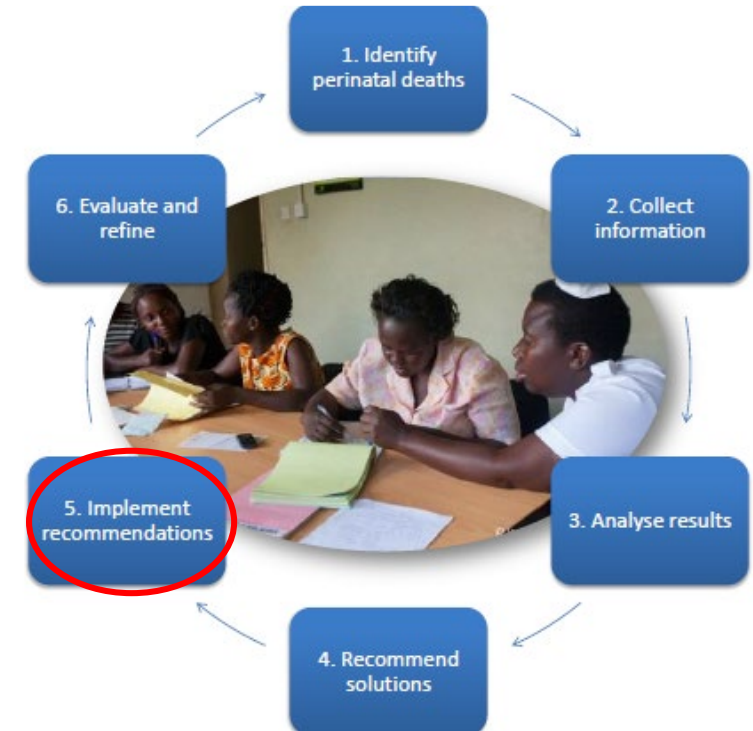 1. Identify
perinatal deaths
2. Collect
information
3. Analyse results
4. Recommend
solutions
5. Implement
recommendations
6. Evaluate and
refine